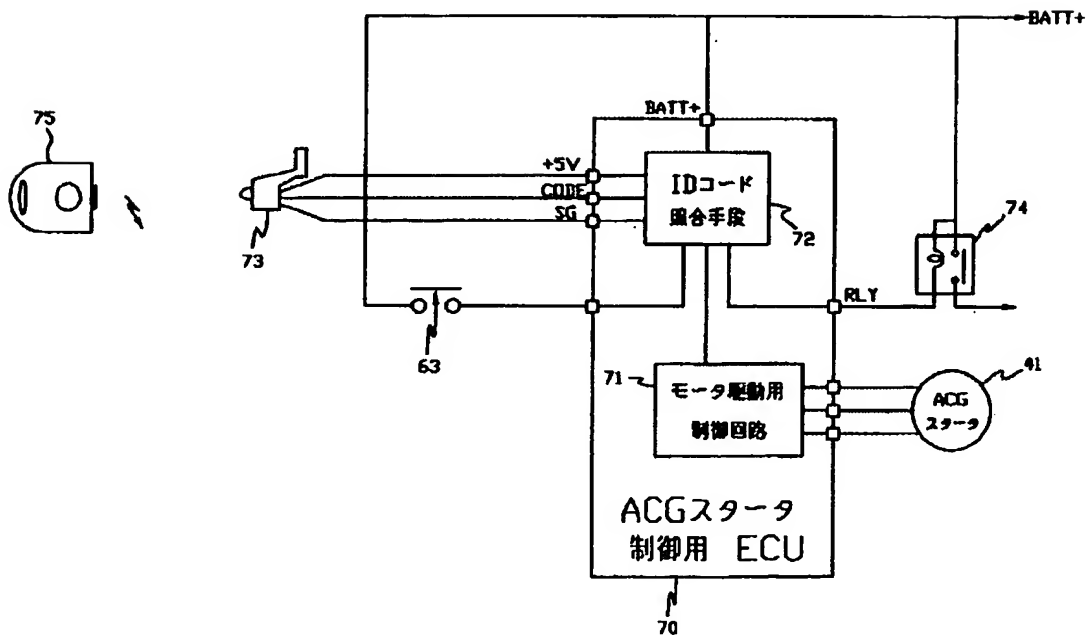 BATT+
75
BATT+
+5V
CODE
SG
73
IDコード
照合手段
72
74
63
RLY
71
モータ駆動用
制御回路
41
ACG
スタータ
ACGスタータ
制御用 ECU
70